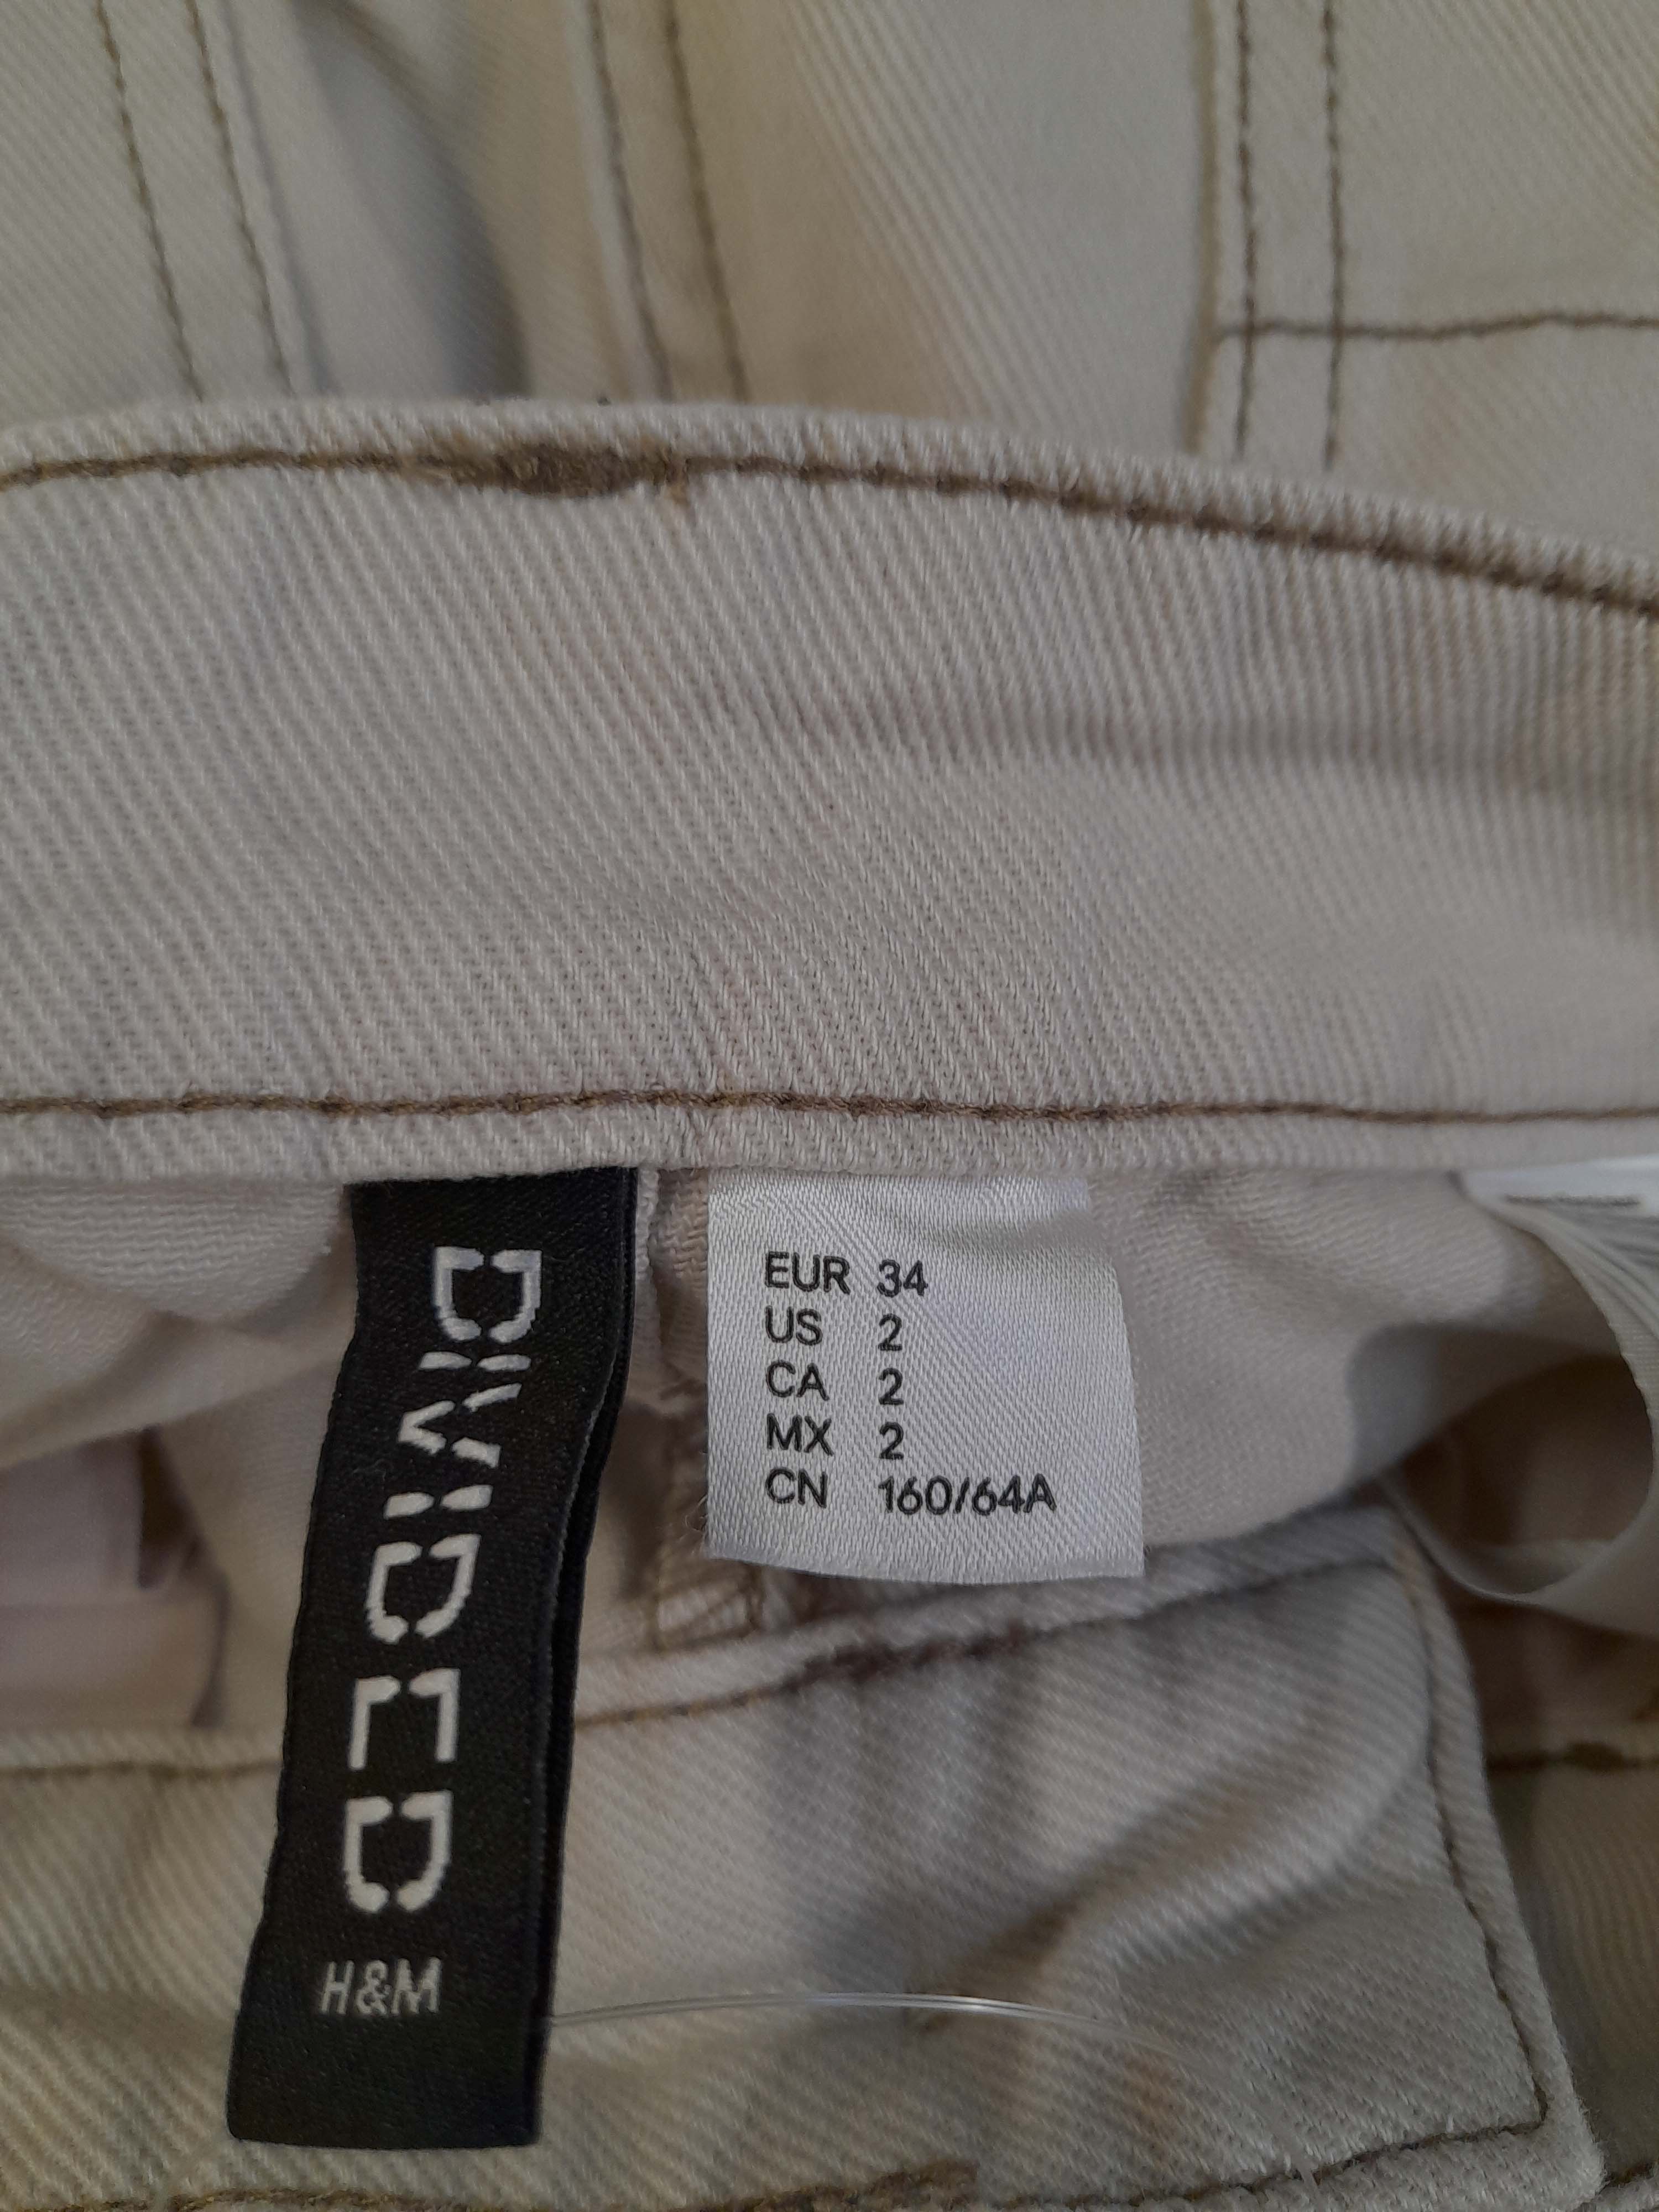 DIVIDED
H&M
EUR 34
US 2
CA 2
MX 2
CN 160/64A